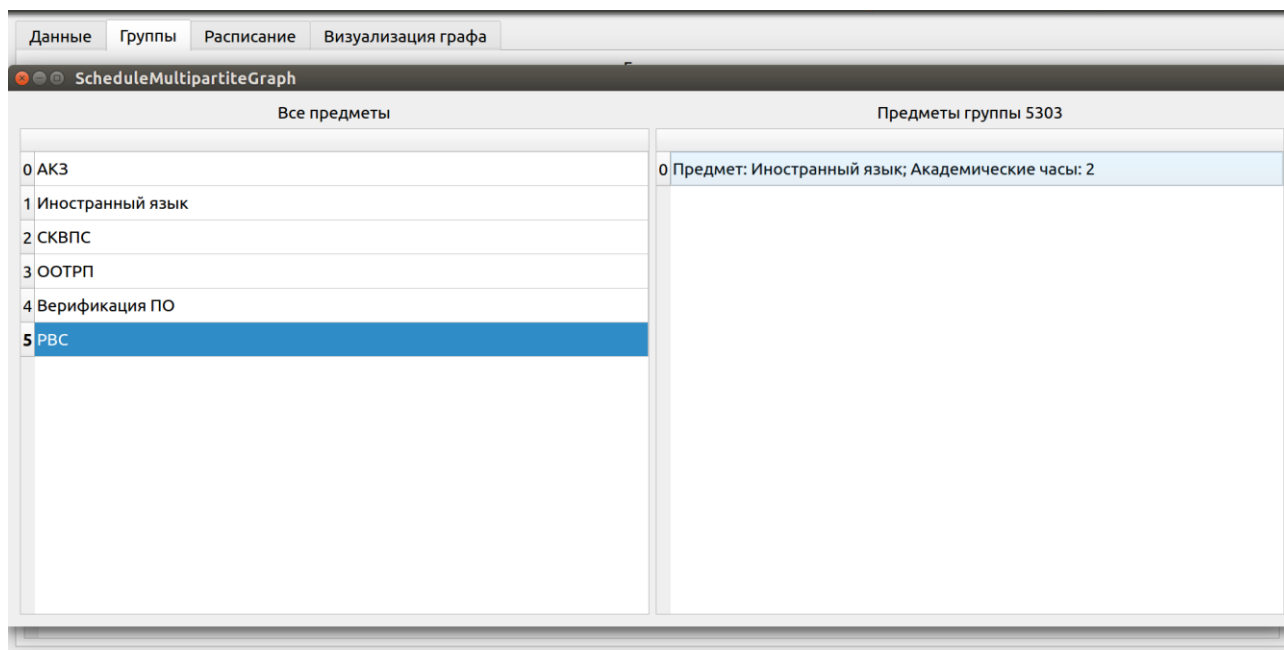 Данные Группы Расписание Визуализация графа
ScheduleMultipartiteGraph
Все предметы Предметы группы 5303
0 АКЗ 0 Предмет: Иностранный язык; Академические часы: 2
1 Иностранный язык
2 СКВПС
3 ООТРП
4 Верификация ПО
5 РВС